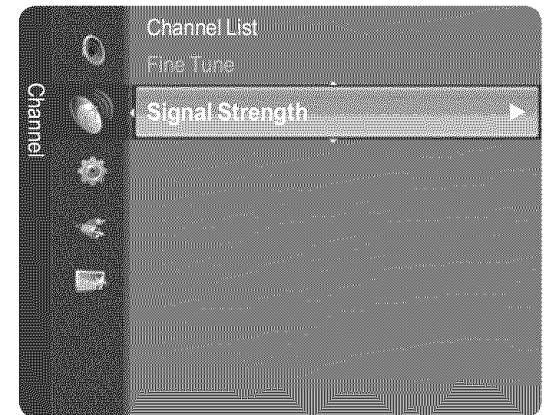 Channel
Channel List
Fine Tune
Signal Strength